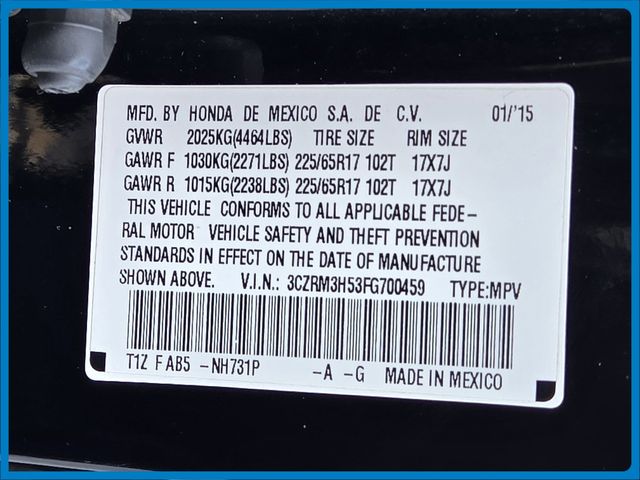 MFD. BY HONDA DE MEXICO S.A. DE C.V. 01/'15
GVWR 2025KG(4464LBS) TIRE SIZE RIM SIZE
GAWR F 1030KG(2271LBS) 225/65R17 102T 17X7J
GAWR R 1015KG(2238LBS) 225/65R17 102T 17X7J
THIS VEHICLE CONFORMS TO ALL APPLICABLE FEDE-
RAL MOTOR VEHICLE SAFETY AND THEFT PREVENTION
STANDARDS IN EFFECT ON THE DATE OF MANUFACTURE
SHOWN ABOVE. V.I.N.: 3CZRM3H53FG700459 TYPE:MPV
T1Z F AB5 -NH731P -A -G MADE IN MEXICO